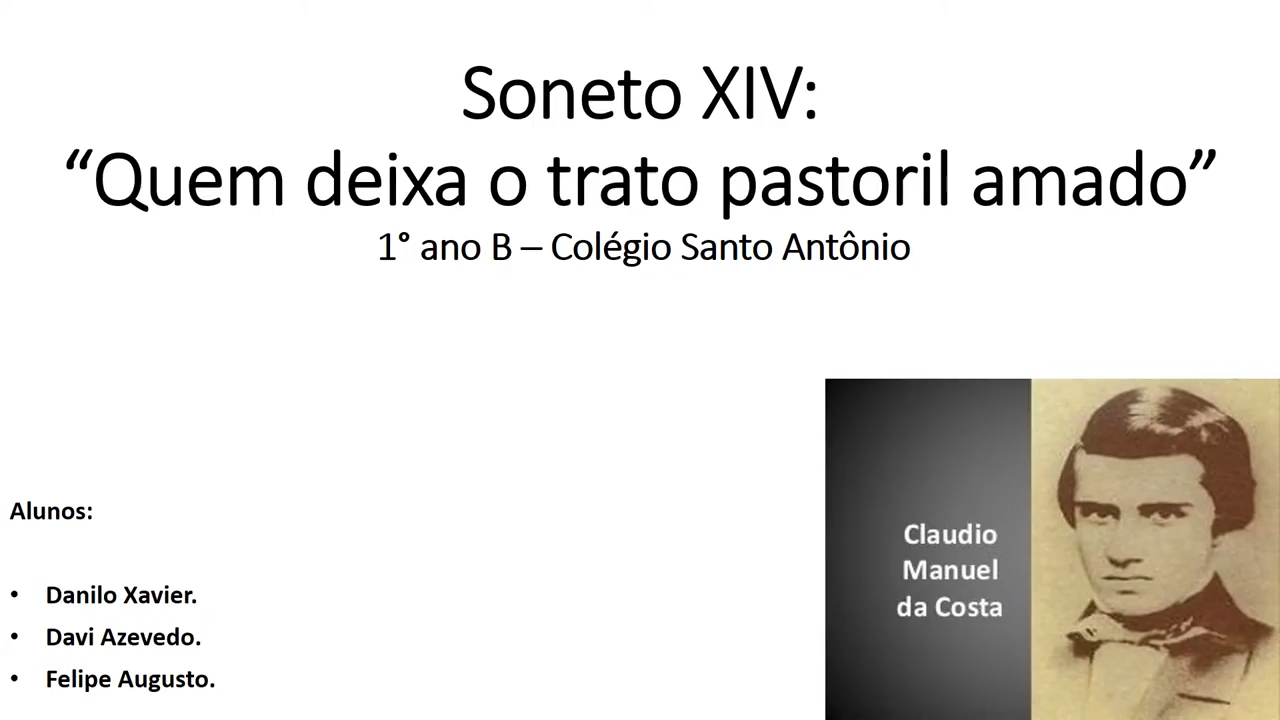 Soneto XIV:
“Quem deixa o trato pastoril amado”
1° ano B – Colégio Santo Antônio
Alunos:
• Danilo Xavier.
• Davi Azevedo.
• Felipe Augusto.
Claudio
Manuel
da Costa